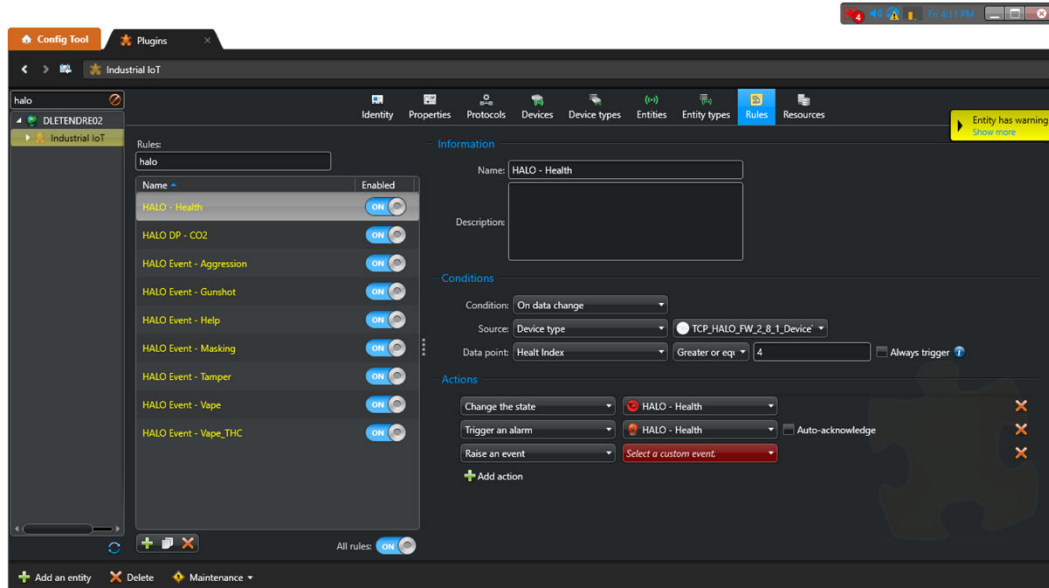 4 Fri 4:11 PM
Config Tool Plugins
Industrial IoT
halo
DLETENDRE02
Industrial IoT
Identity Properties Protocols Devices Device types Entities Entity types Rules Resources
Entity has warning
Show more
Rules:
halo
Name Enabled
HALO - Health ON
HALO DP - CO2 ON
HALO Event - Aggression ON
HALO Event - Gunshot ON
HALO Event - Help ON
HALO Event - Masking ON
HALO Event - Tamper ON
HALO Event - Vape ON
HALO Event - Vape_THC ON
All rules: ON
Information
Name: HALO - Health
Description:
Conditions
Condition: On data change
Source: Device type TCP_HALO_FW_2_8_1_Device
Data point: Healt Index Greater or equ 4 Always trigger
Actions
Change the state HALO - Health
Trigger an alarm HALO - Health Auto-acknowledge
Raise an event Select a custom event.
Add action
Add an entity Delete Maintenance